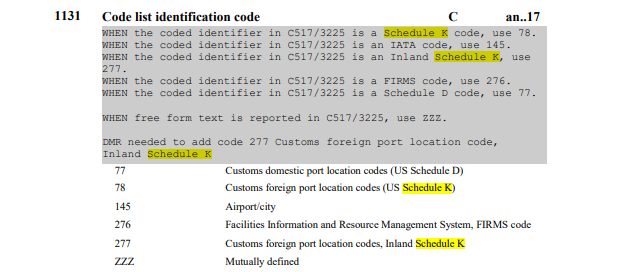 1131 Code list identification code C an..17
WHEN the coded identifier in C517/3225 is a Schedule K code, use 78.
WHEN the coded identifier in C517/3225 is an IATA code, use 145.
WHEN the coded identifier in C517/3225 is an Inland Schedule K, use
277.
WHEN the coded identifier in C517/3225 is a FIRMS code, use 276.
WHEN the coded identifier in C517/3225 is a Schedule D code, use 77.
WHEN free form text is reported in C517/3225, use ZZZ.
DMR needed to add code 277 Customs foreign port location code,
Inland Schedule K
77 Customs domestic port location codes (US Schedule D)
78 Customs foreign port location codes (US Schedule K)
145 Airport/city
276 Facilities Information and Resource Management System, FIRMS code
277 Customs foreign port location codes, Inland Schedule K
ZZZ Mutually defined